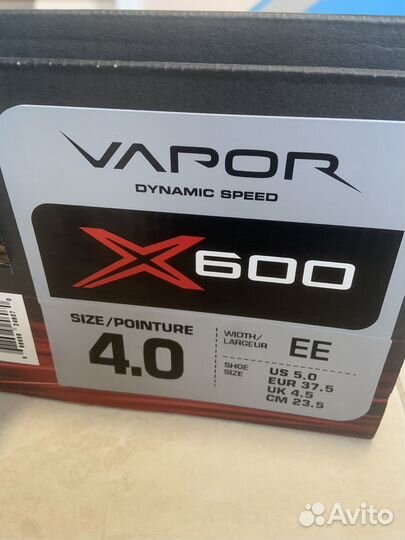 VAPOR
DYNAMIC SPEED
X600
SIZE/POINTURE
4.0
WIDTH/
LARGEUR
EE
SHOE
SIZE
US 5.0
EUR 37.5
UK 4.5
CM 23.5
Avito